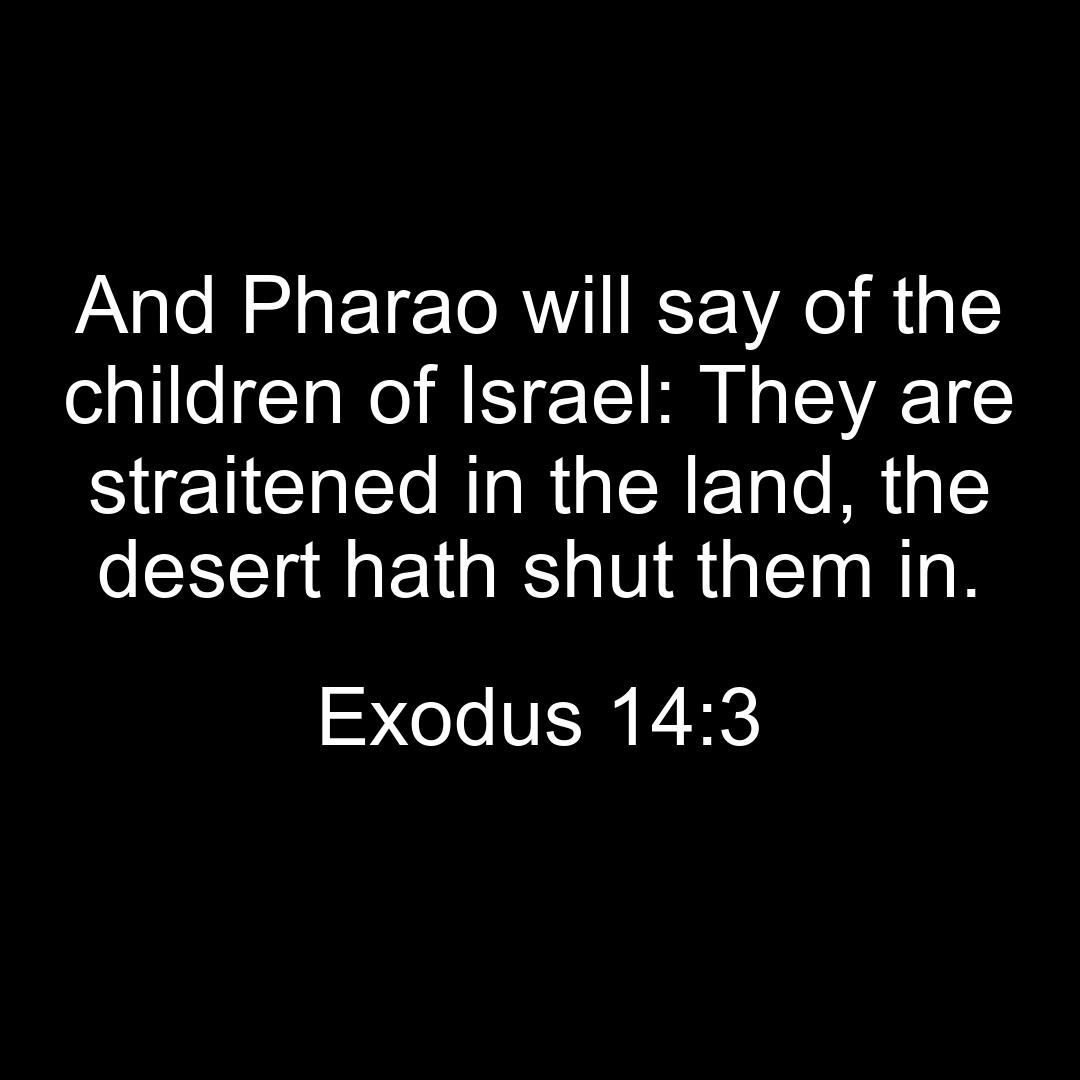 And Pharao will say of the
children of Israel: They are
straitened in the land, the
desert hath shut them in.
Exodus 14:3